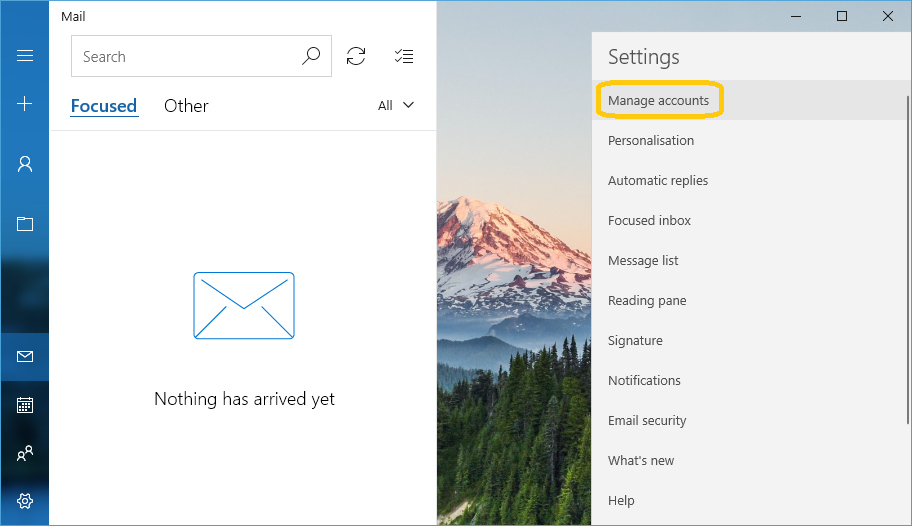 Mail
Search
Focused Other All
Nothing has arrived yet
Settings
Manage accounts
Personalisation
Automatic replies
Focused inbox
Message list
Reading pane
Signature
Notifications
Email security
What's new
Help